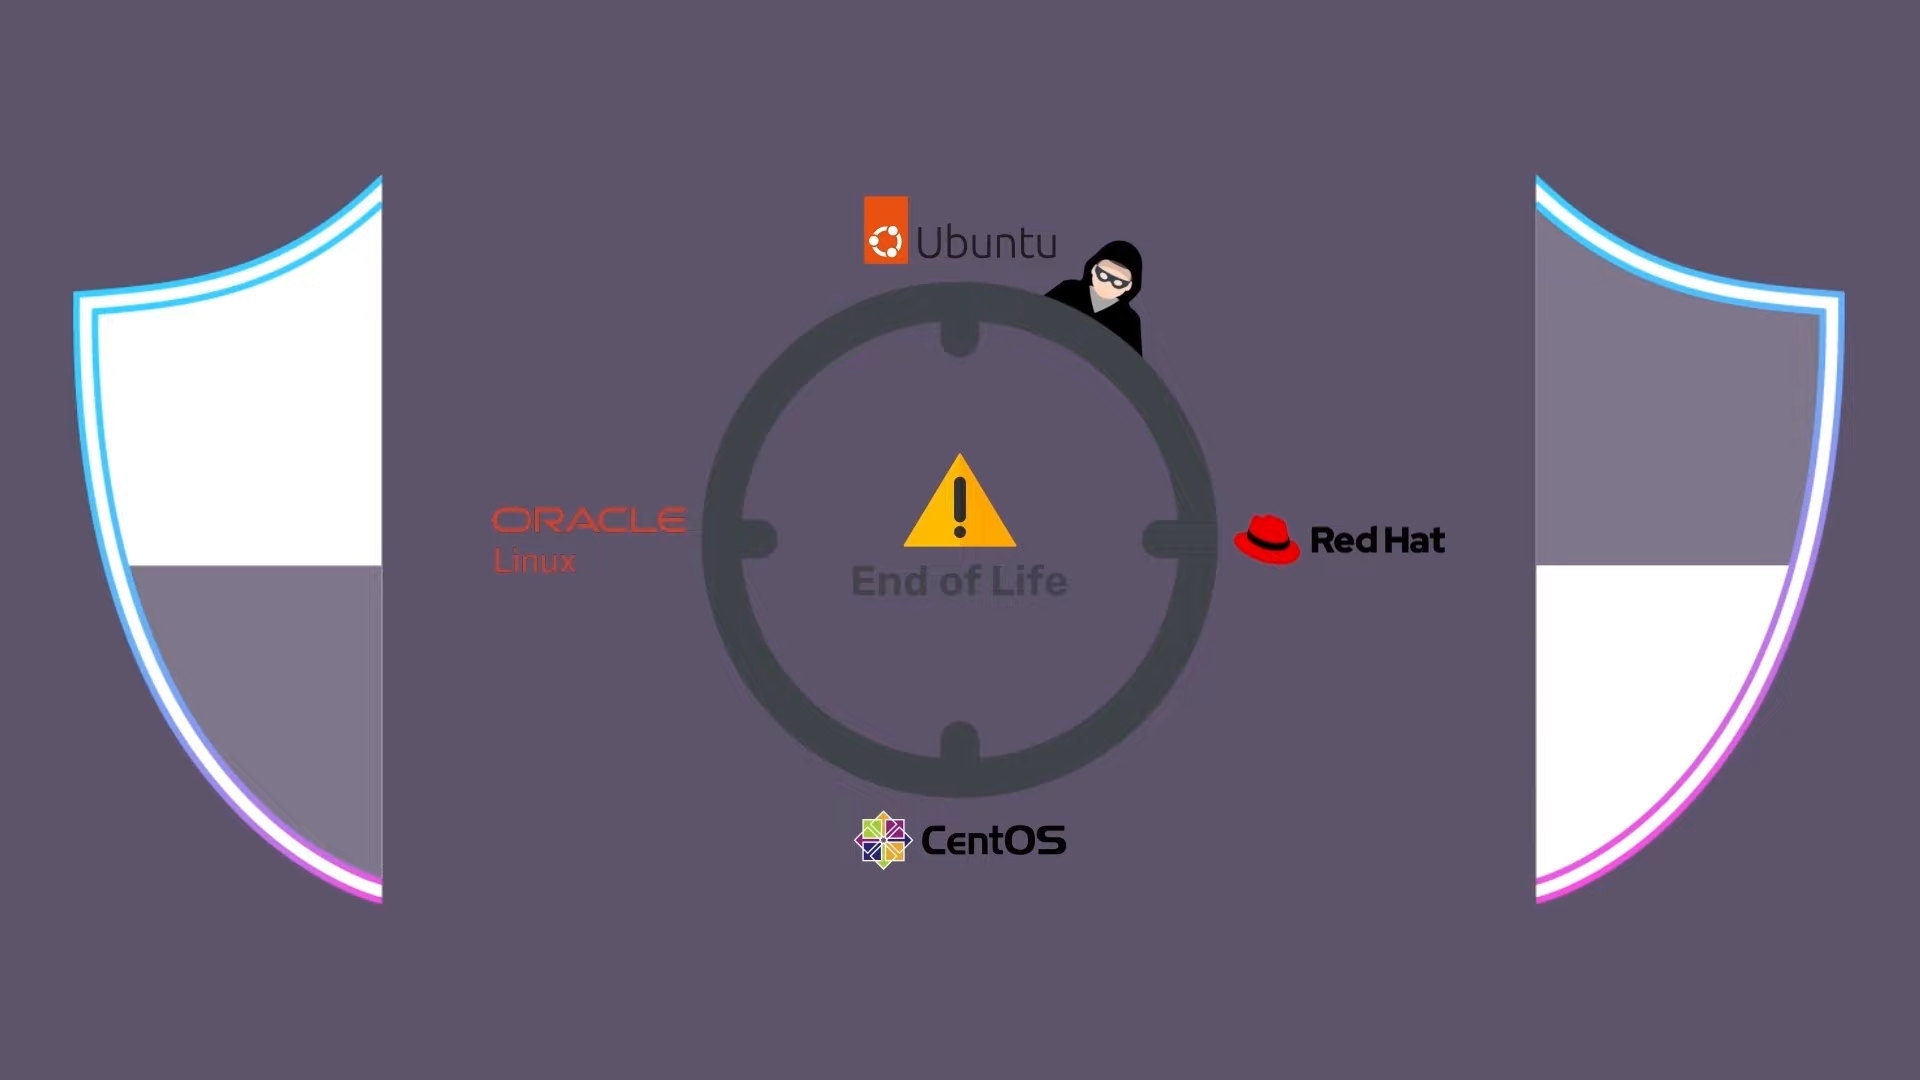 Ubuntu
ORACLE
Linux
End of Life
Red Hat
CentOS